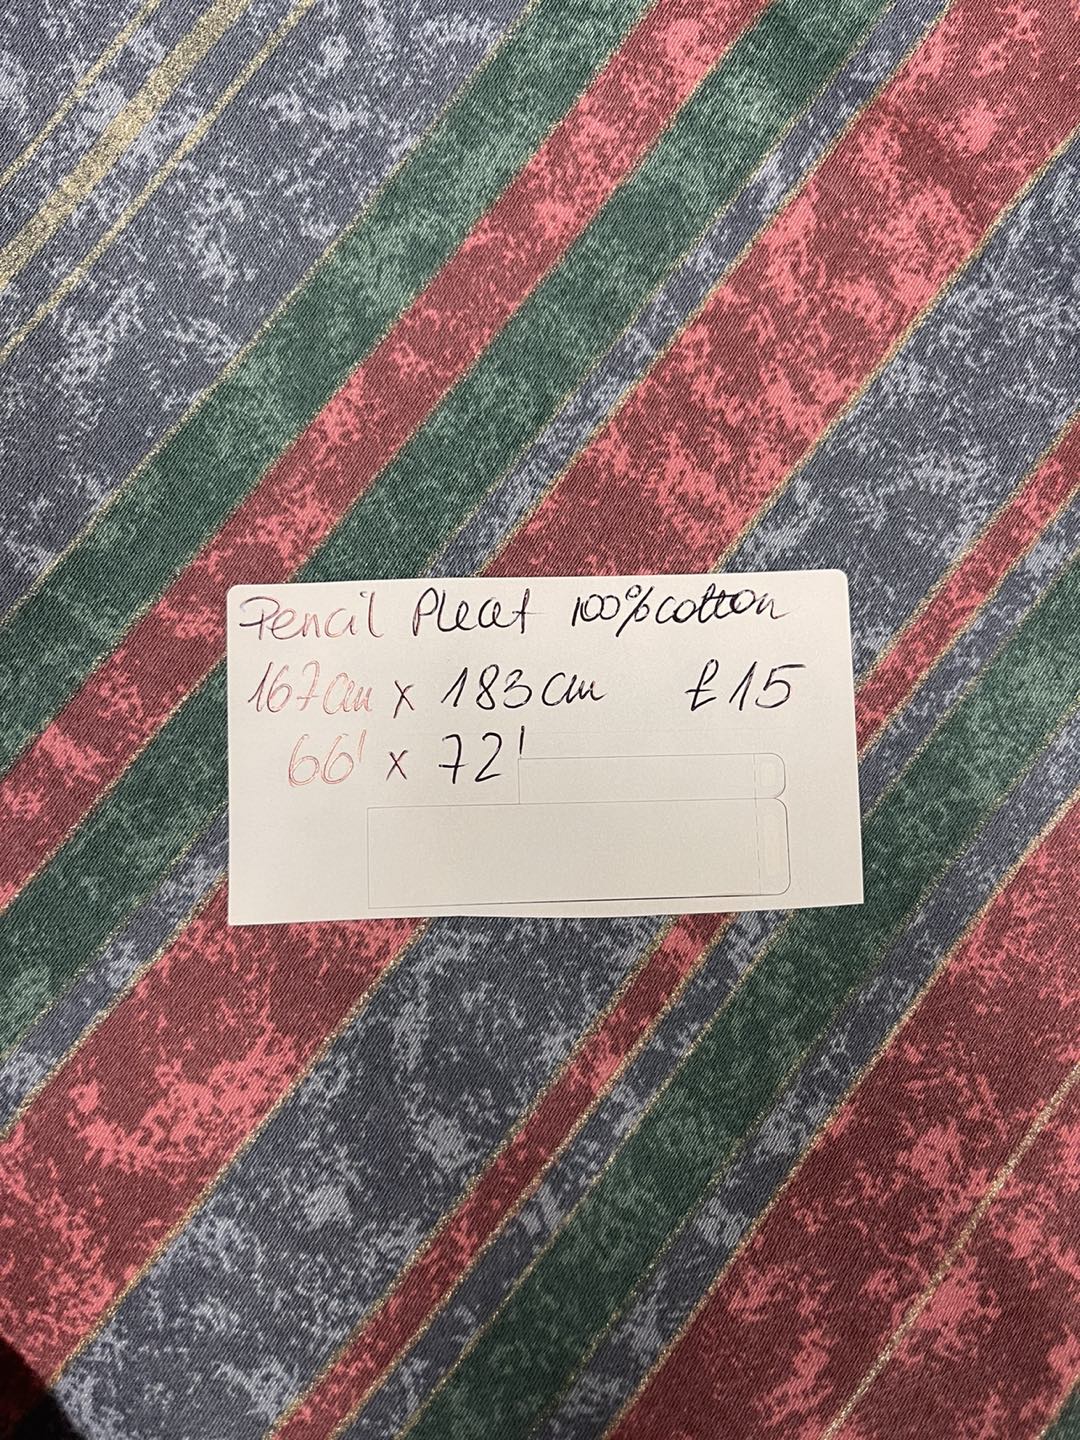 Pencil Pleat 100% cotton
167cm x 183cm £15
66' x 72'